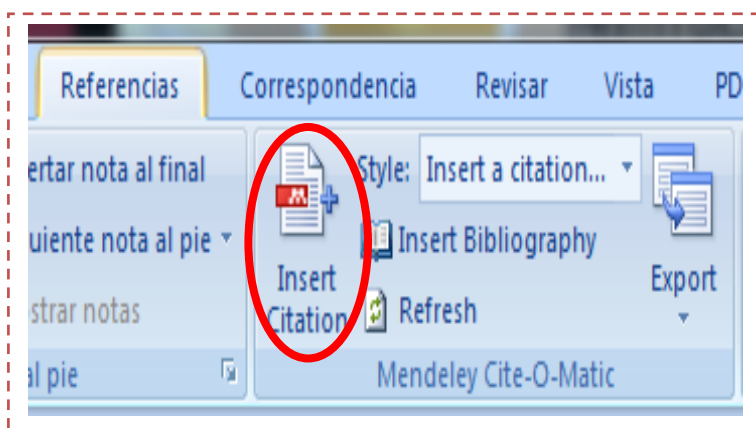 Referencias Correspondencia Revisar Vista PD
ertar nota al final
uiente nota al pie
strar notas
al pie
Insert
Citation
Style: Insert a citation...
Insert Bibliography
Refresh
Export
Mendeley Cite-O-Matic